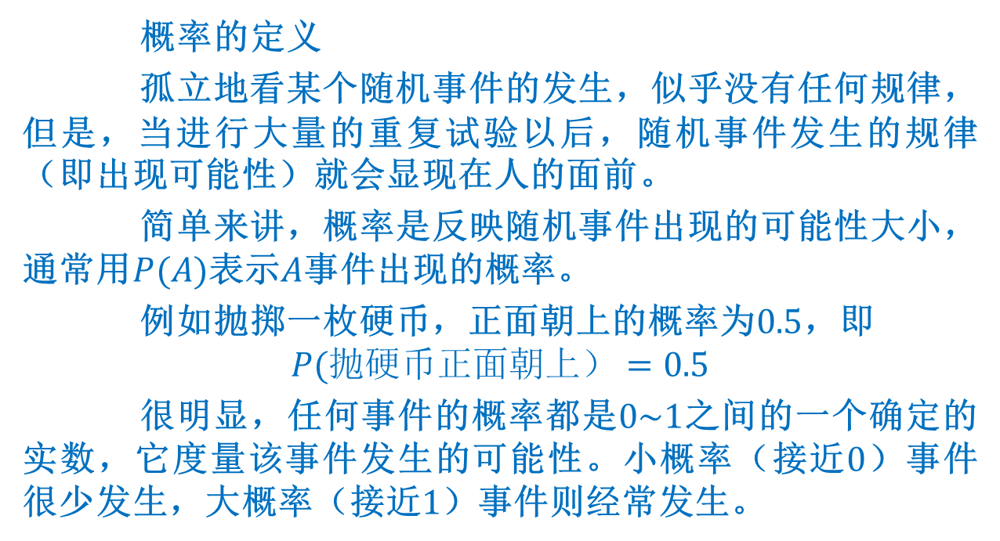 概率的定义
孤立地看某个随机事件的发生，似乎没有任何规律，
但是，当进行大量的重复试验以后，随机事件发生的规律
（即出现可能性）就会显现在人的面前。
简单来讲，概率是反映随机事件出现的可能性大小，
通常用P(A)表示A事件出现的概率。
例如抛掷一枚硬币，正面朝上的概率为0.5，即
P(抛硬币正面朝上） = 0.5
很明显，任何事件的概率都是0~1之间的一个确定的
实数，它度量该事件发生的可能性。小概率（接近0）事件
很少发生，大概率（接近1）事件则经常发生。